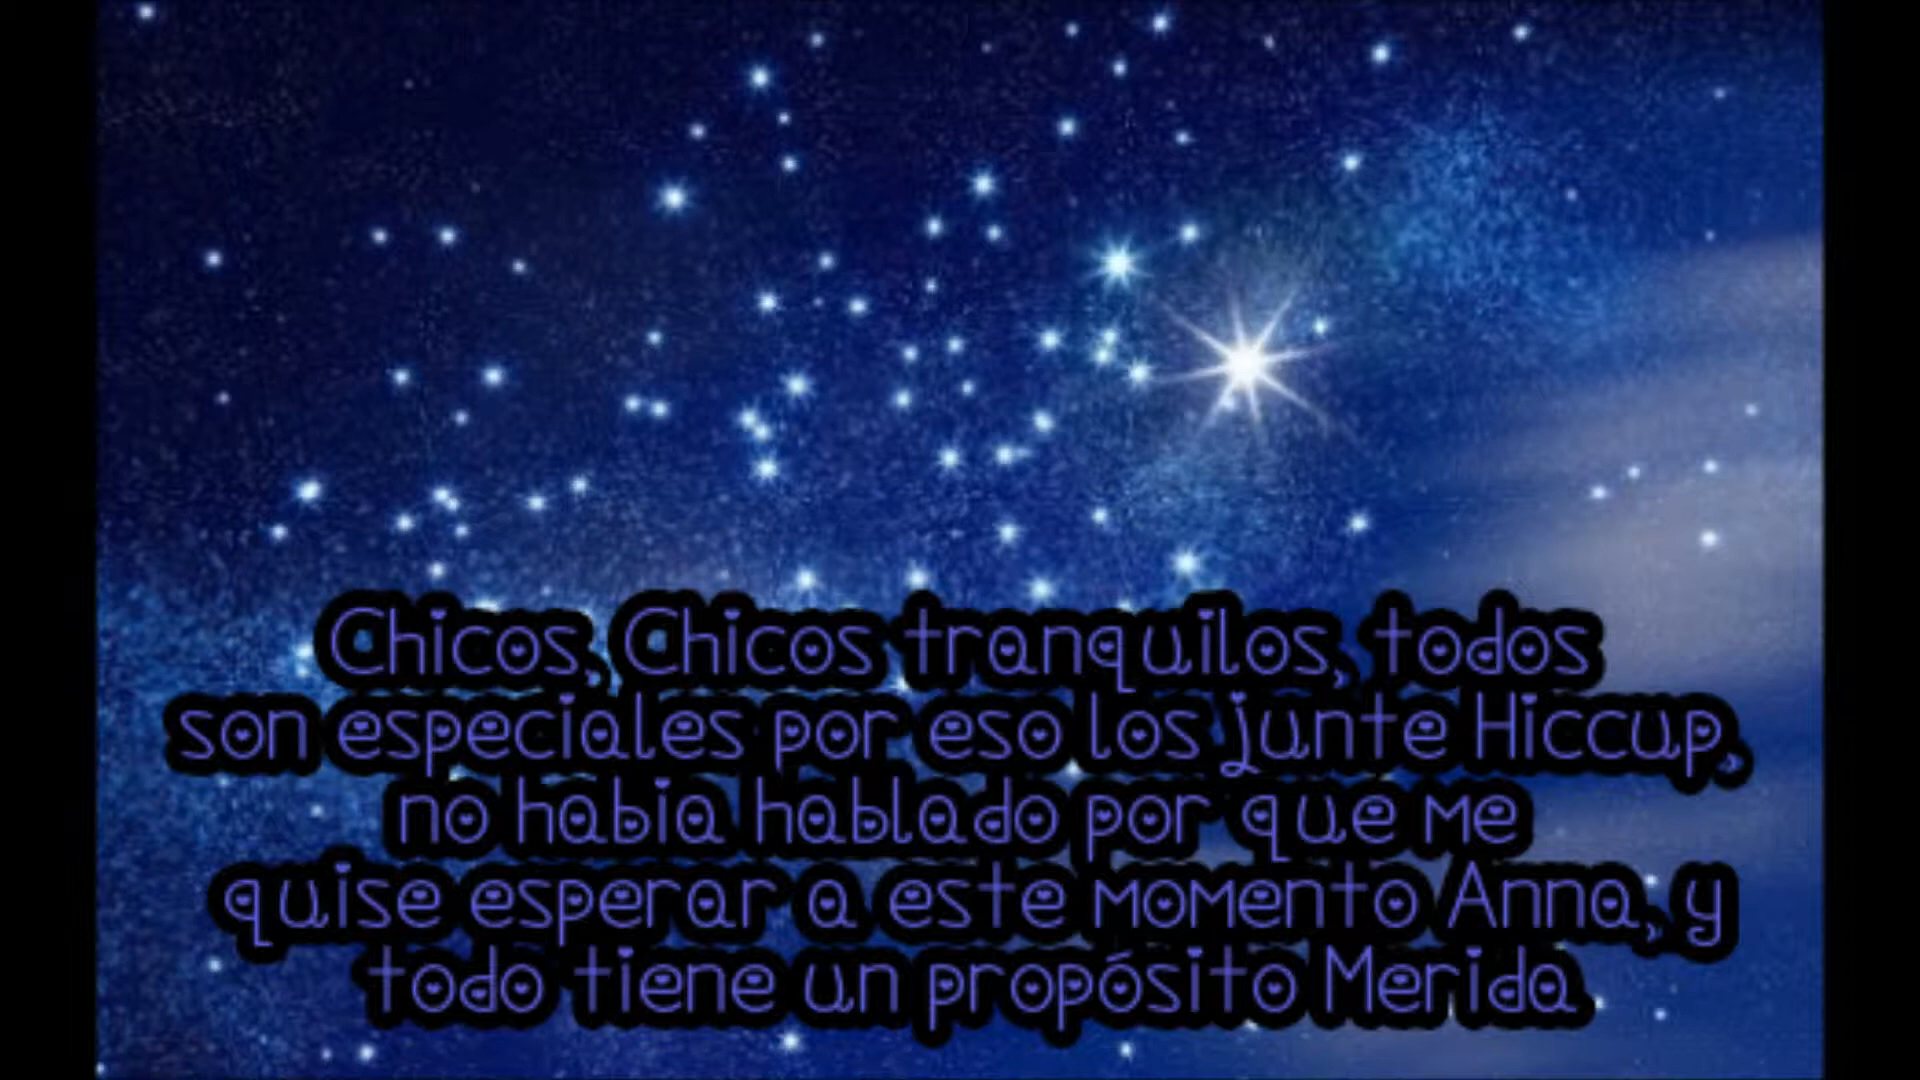 Chicos, Chicos tranquilos, todos
son especiales por eso los junte Hiccup,
no habia hablado por que me
quise esperar a este momento Anna, y
todo tiene un propósito Merida